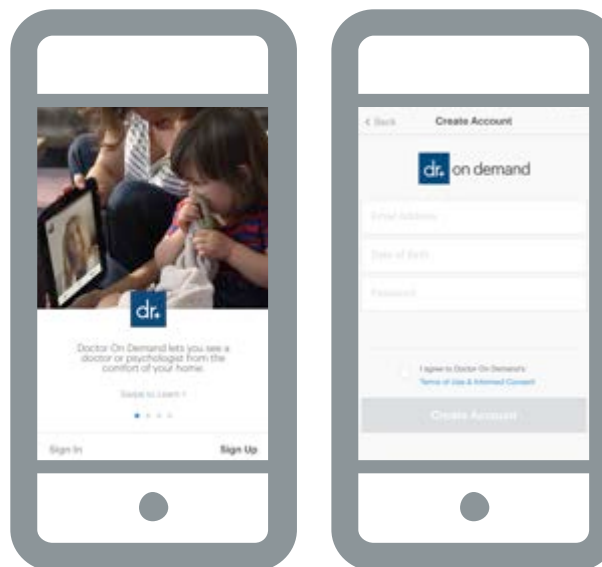 dr.
Doctor On Demand lets you see a
doctor or psychologist from the
comfort of your home.
Swipe to Learn >
Sign In
Sign Up
< Back
Create Account
dr. on demand
Email Address
Date of Birth
Password
I agree to Doctor On Demand's
Terms of Use & Informed Consent
Create Account